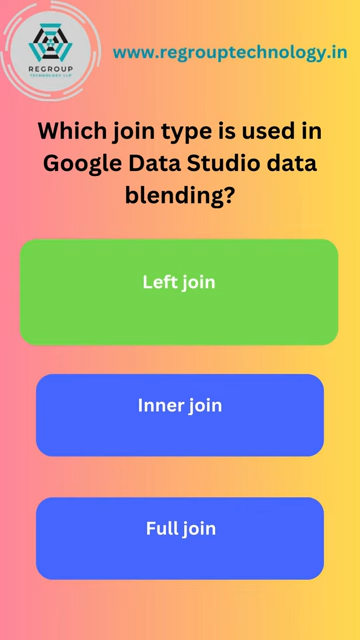 www.regrouptechnology.in
REGROUP
TECHNOLOGY LLP
Which join type is used in
Google Data Studio data
blending?
Left join
Inner join
Full join